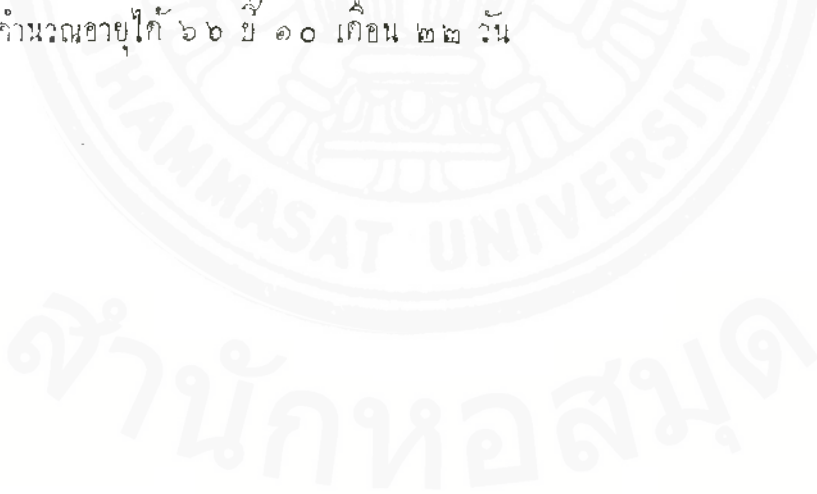 คำนวณอายุได้ ๖๖ ปี ๑๐ เดือน ๒๒ วัน
THAMMASAT UNIVERSITY
สำนักหอสมุด